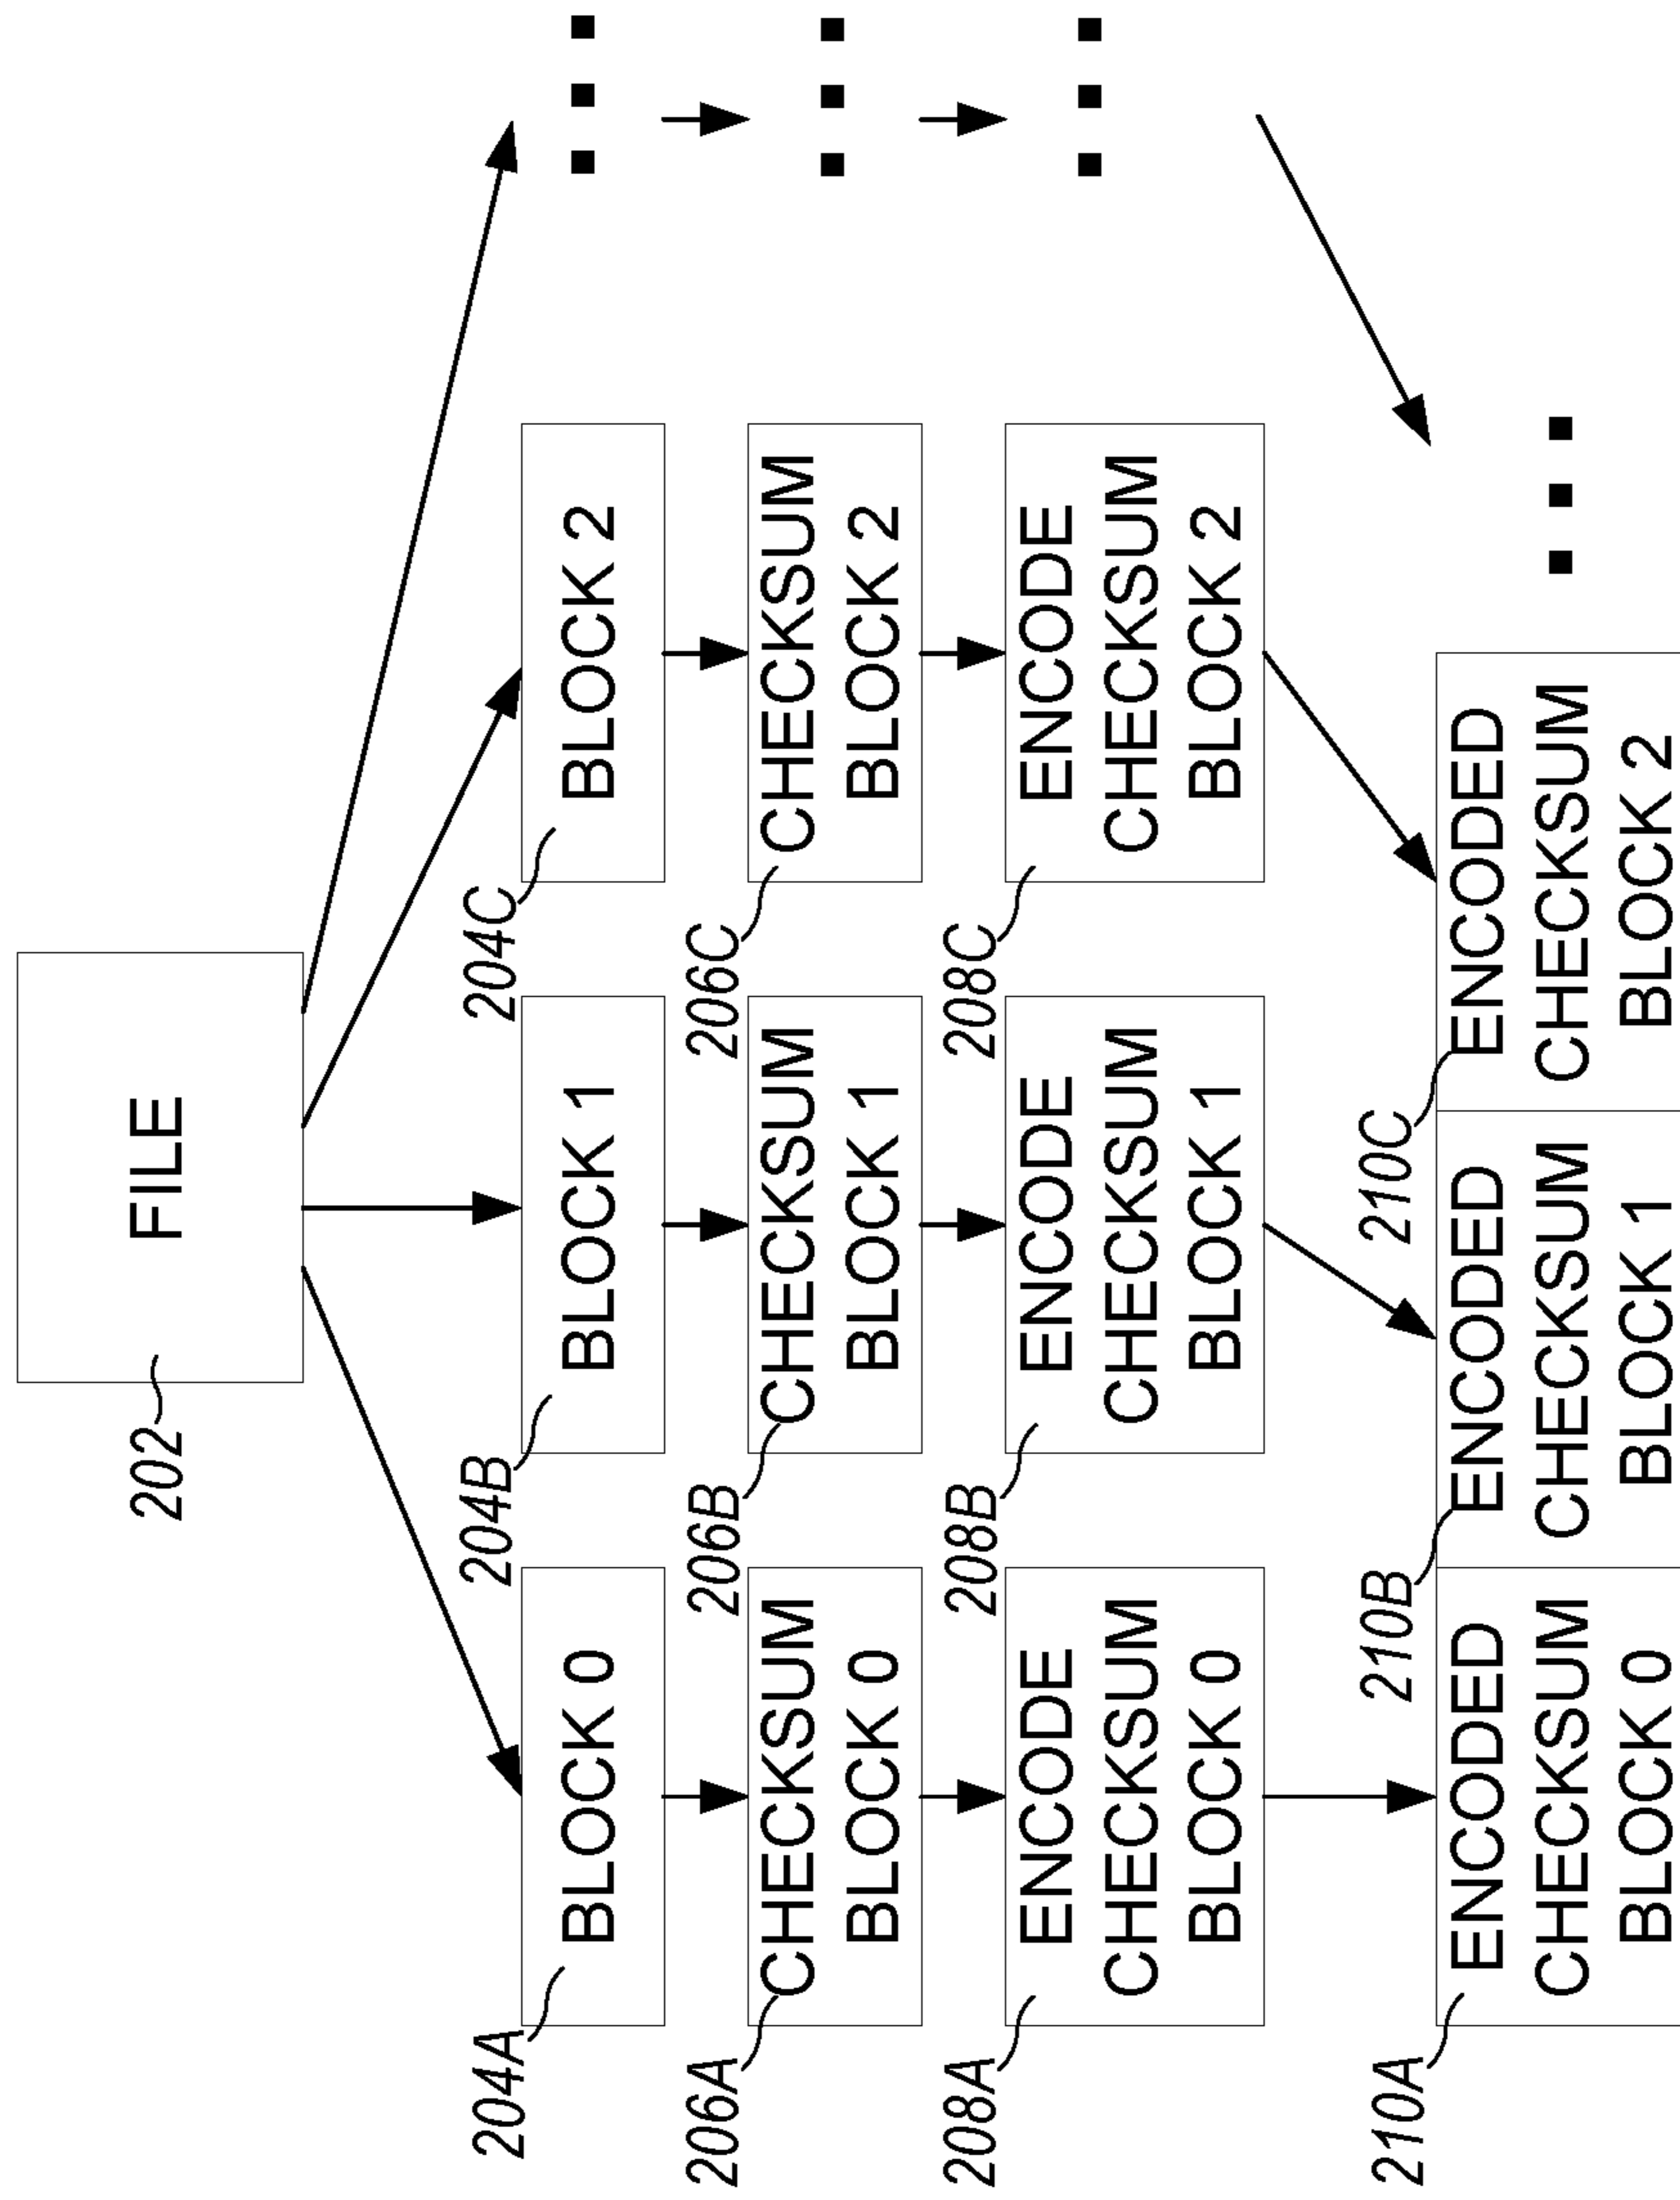 FILE
202
204A
BLOCK 0
204B
BLOCK 1
204C
BLOCK 2
206A
CHECKSUM
BLOCK 0
206B
CHECKSUM
BLOCK 1
206C
CHECKSUM
BLOCK 2
208A
ENCODE
CHECKSUM
BLOCK 0
208B
ENCODE
CHECKSUM
BLOCK 1
208C
ENCODE
CHECKSUM
BLOCK 2
210A
ENCODED
CHECKSUM
BLOCK 0
210B
ENCODED
CHECKSUM
BLOCK 1
210C
ENCODED
CHECKSUM
BLOCK 2